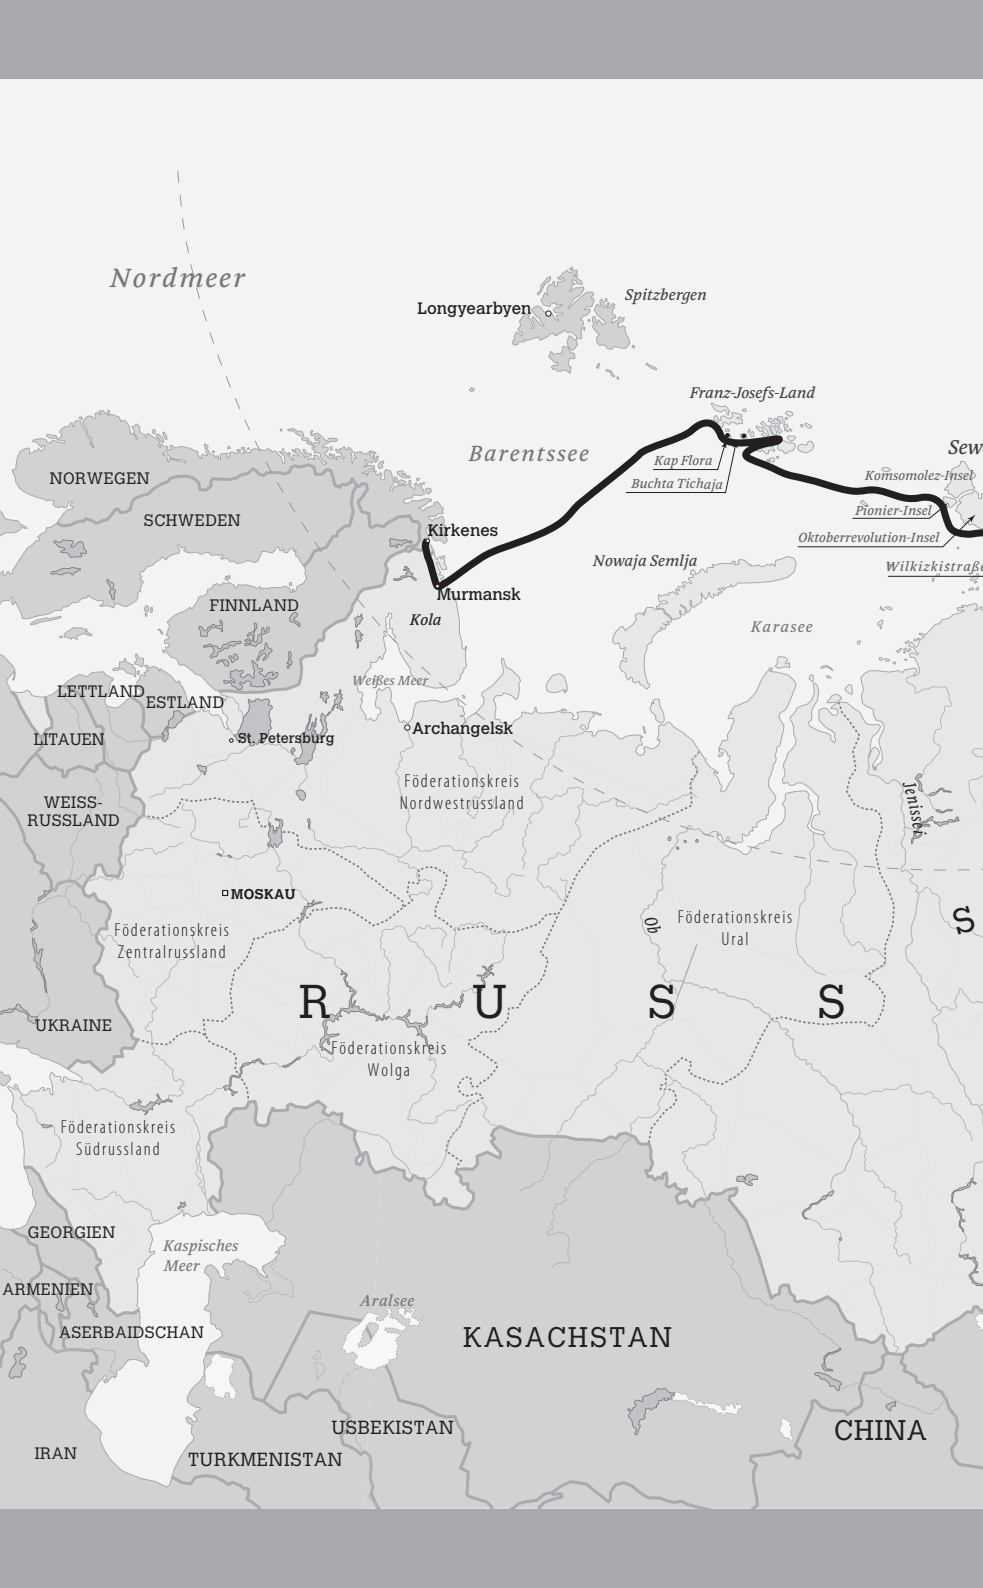 Nordmeer
Spitzbergen
Longyearbyen
Franz-Josefs-Land
Barentssee
Kap Flora
Buchta Tichaja
Sew
Komsomolez-Insel
Pionier-Insel
Oktoberrevolution-Insel
Wilkizkistraße
NORWEGEN
SCHWEDEN
Kirkenes
Murmansk
Nowaja Semlja
FINNLAND
Kola
Karasee
Weißes Meer
LETTLAND
ESTLAND
LITAUEN
St. Petersburg
Archangelsk
Föderationskreis
Nordwestrussland
Jenissei
WEISS-
RUSSLAND
MOSKAU
Föderationskreis
Zentralrussland
Ob
Föderationskreis
Ural
S
R U S S
UKRAINE
Föderationskreis
Wolga
Föderationskreis
Südrussland
GEORGIEN
Kaspisches
Meer
ARMENIEN
Aralsee
ASERBAIDSCHAN
KASACHSTAN
USBEKISTAN
CHINA
IRAN
TURKMENISTAN